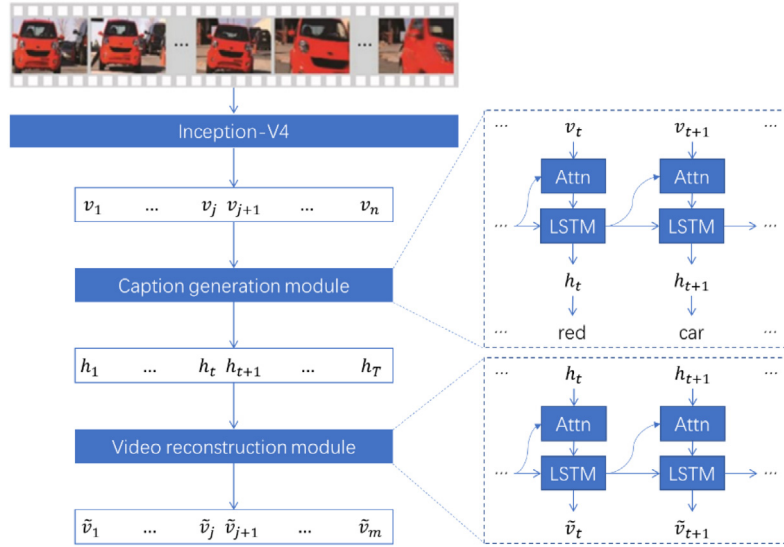 ... ...
Inception-V4
v₁ ... vⱼ vⱼ₊₁ ... vₙ
Caption generation module
h₁ ... hₜ hₜ₊₁ ... h_T
Video reconstruction module
ṽ₁ ... ṽⱼ ṽⱼ₊₁ ... ṽₘ
... vₜ vₜ₊₁ ...
Attn Attn
... LSTM LSTM ...
hₜ hₜ₊₁
... red car ...
... hₜ hₜ₊₁ ...
Attn Attn
... LSTM LSTM ...
ṽₜ ṽₜ₊₁